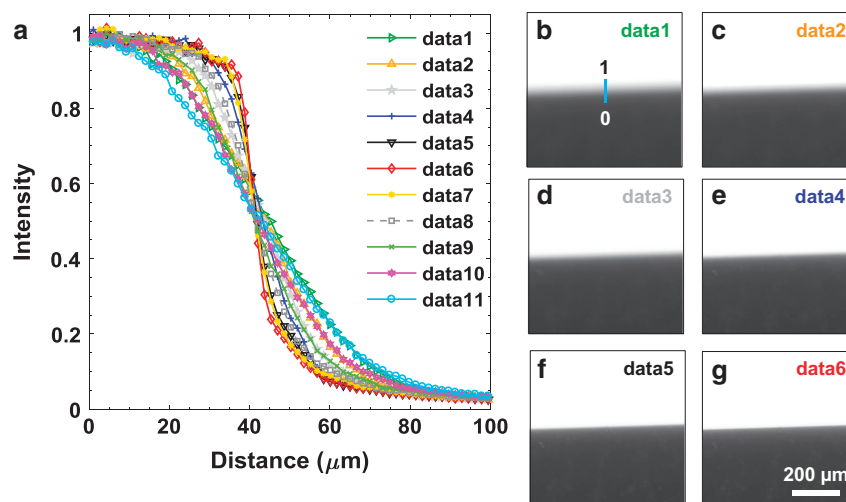 a
1
0.8
0.6
0.4
0.2
0
Intensity
0 20 40 60 80 100
Distance (μm)
data1
data2
data3
data4
data5
data6
data7
data8
data9
data10
data11
b data1
1
0
c data2
d data3
e data4
f data5
g data6
200 μm